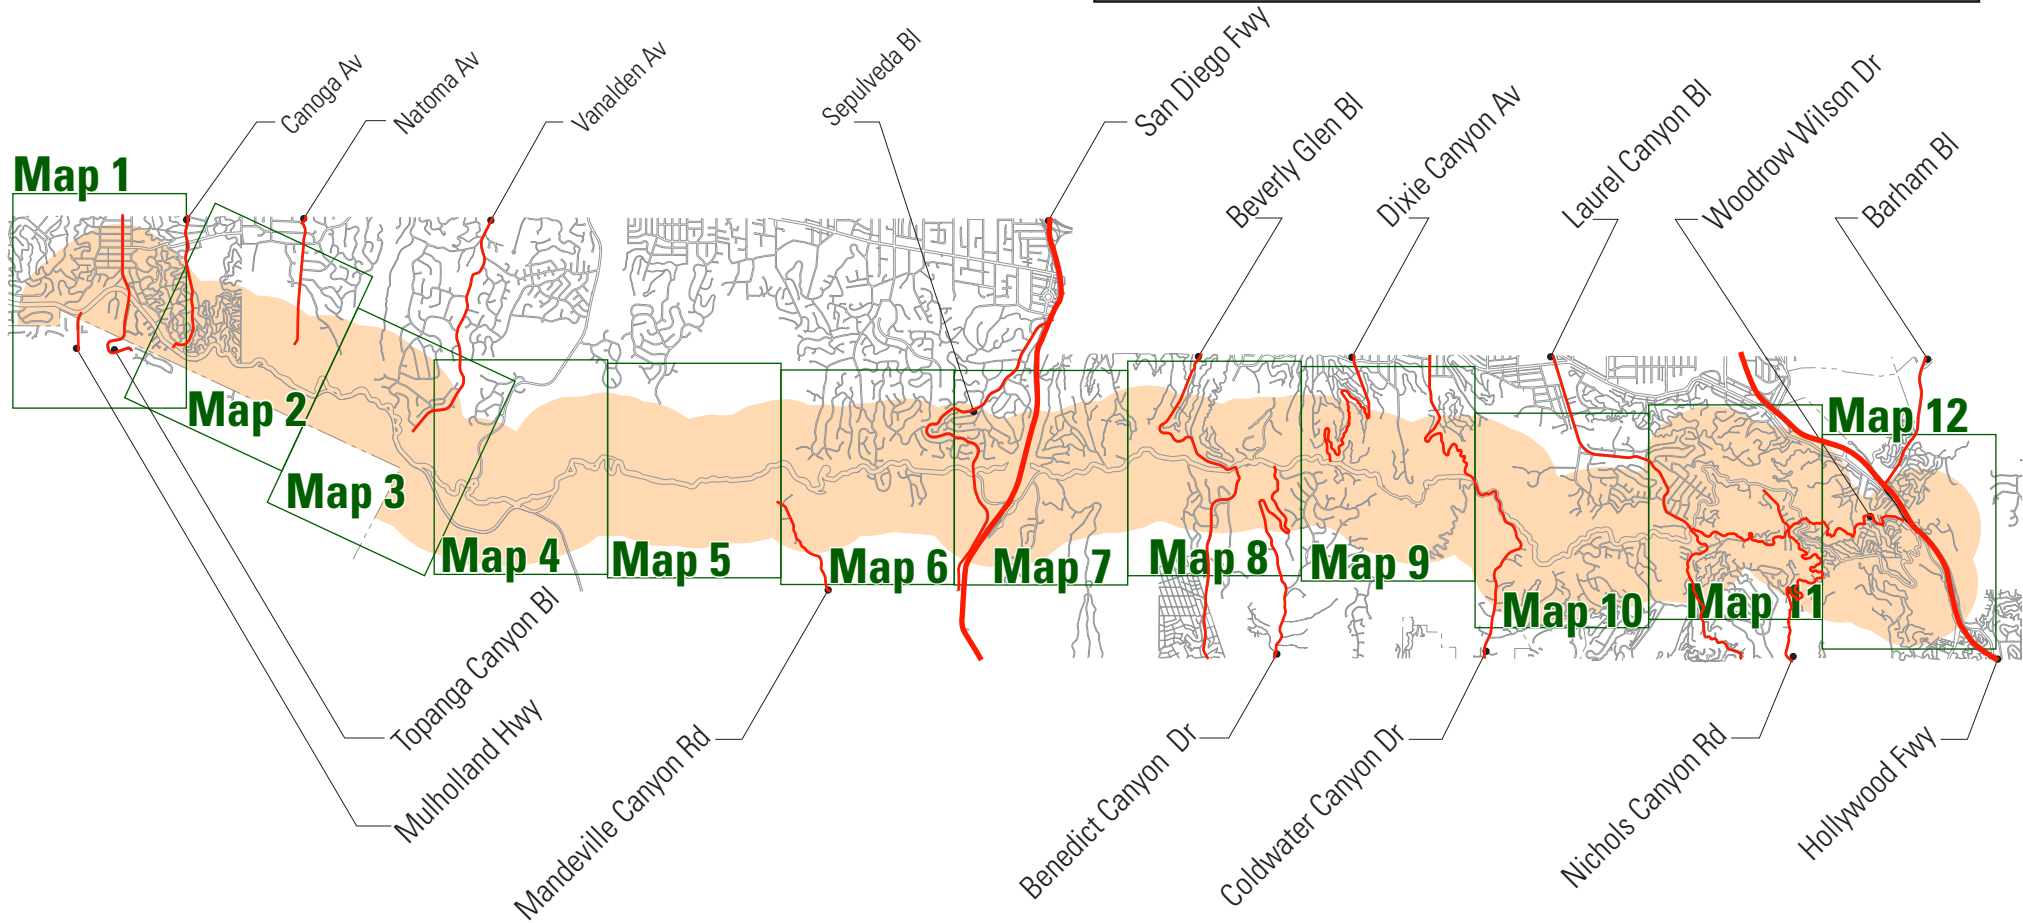 Canoga Av
Natoma Av
Vanalden Av
Sepulveda Bl
San Diego Fwy
Beverly Glen Bl
Dixie Canyon Av
Laurel Canyon Bl
Woodrow Wilson Dr
Barham Bl
Map 1
Map 2
Map 3
Map 4
Map 5
Map 6
Map 7
Map 8
Map 9
Map 10
Map 11
Map 12
Topanga Canyon Bl
Mulholland Hwy
Mandeville Canyon Rd
Benedict Canyon Dr
Coldwater Canyon Dr
Nichols Canyon Rd
Hollywood Fwy